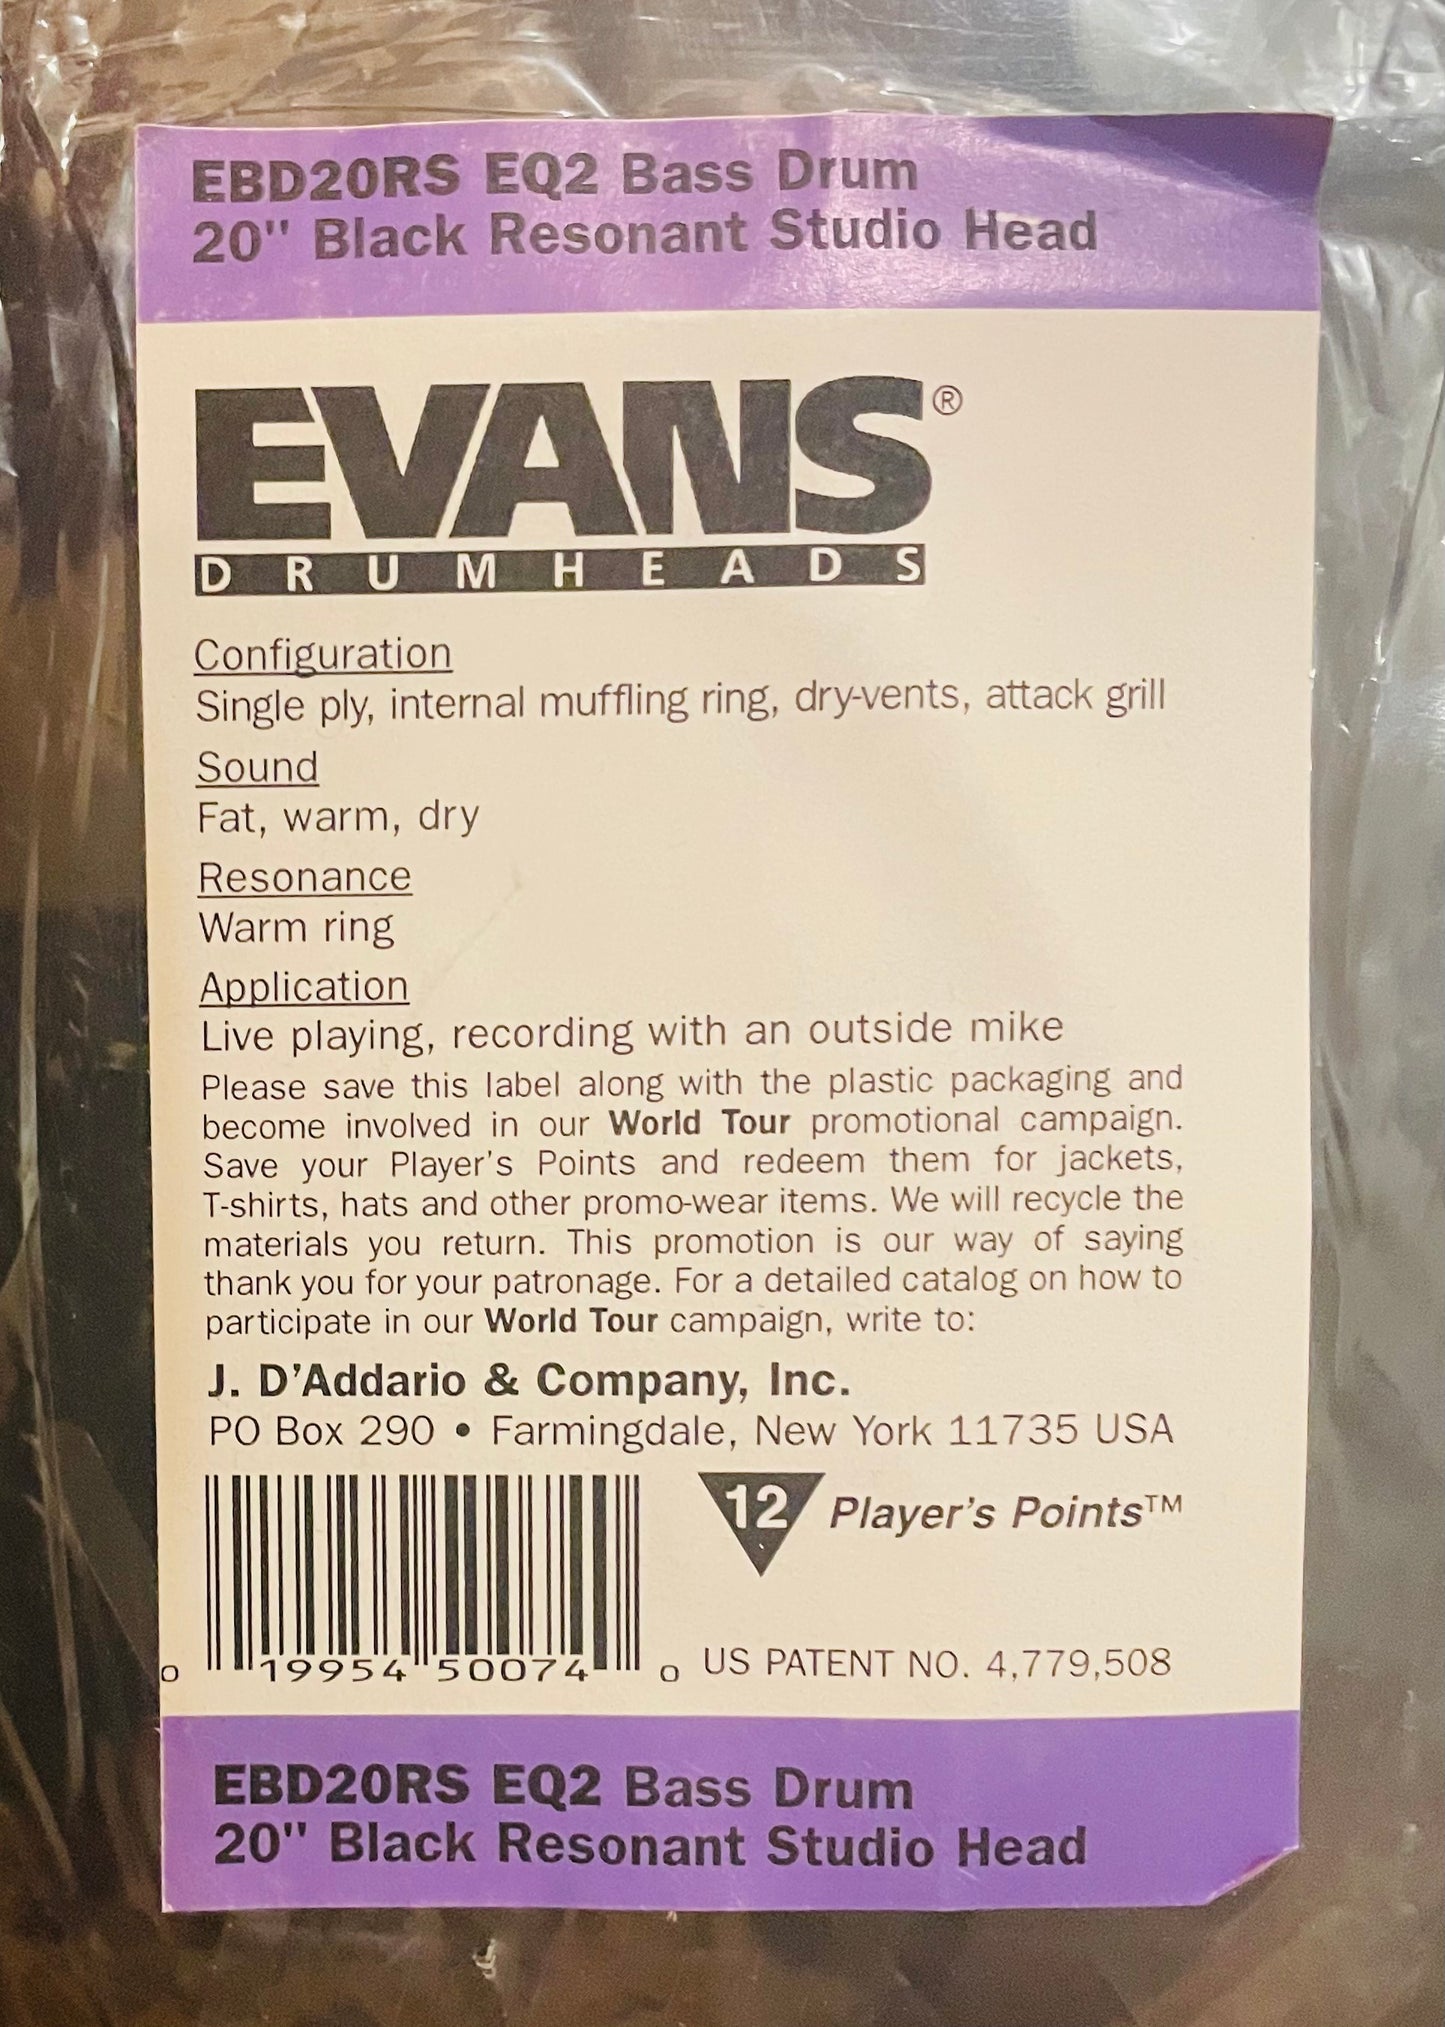 EBD20RS EQ2 Bass Drum
20" Black Resonant Studio Head
EVANS®
DRUMHEADS
Configuration
Single ply, internal muffling ring, dry-vents, attack grill
Sound
Fat, warm, dry
Resonance
Warm ring
Application
Live playing, recording with an outside mike
Please save this label along with the plastic packaging and
become involved in our World Tour promotional campaign.
Save your Player's Points and redeem them for jackets,
T-shirts, hats and other promo-wear items. We will recycle the
materials you return. This promotion is our way of saying
thank you for your patronage. For a detailed catalog on how to
participate in our World Tour campaign, write to:
J. D'Addario & Company, Inc.
PO Box 290 • Farmingdale, New York 11735 USA
12 Player's Points™
0 19954 50074 0
US PATENT NO. 4,779,508
EBD20RS EQ2 Bass Drum
20" Black Resonant Studio Head